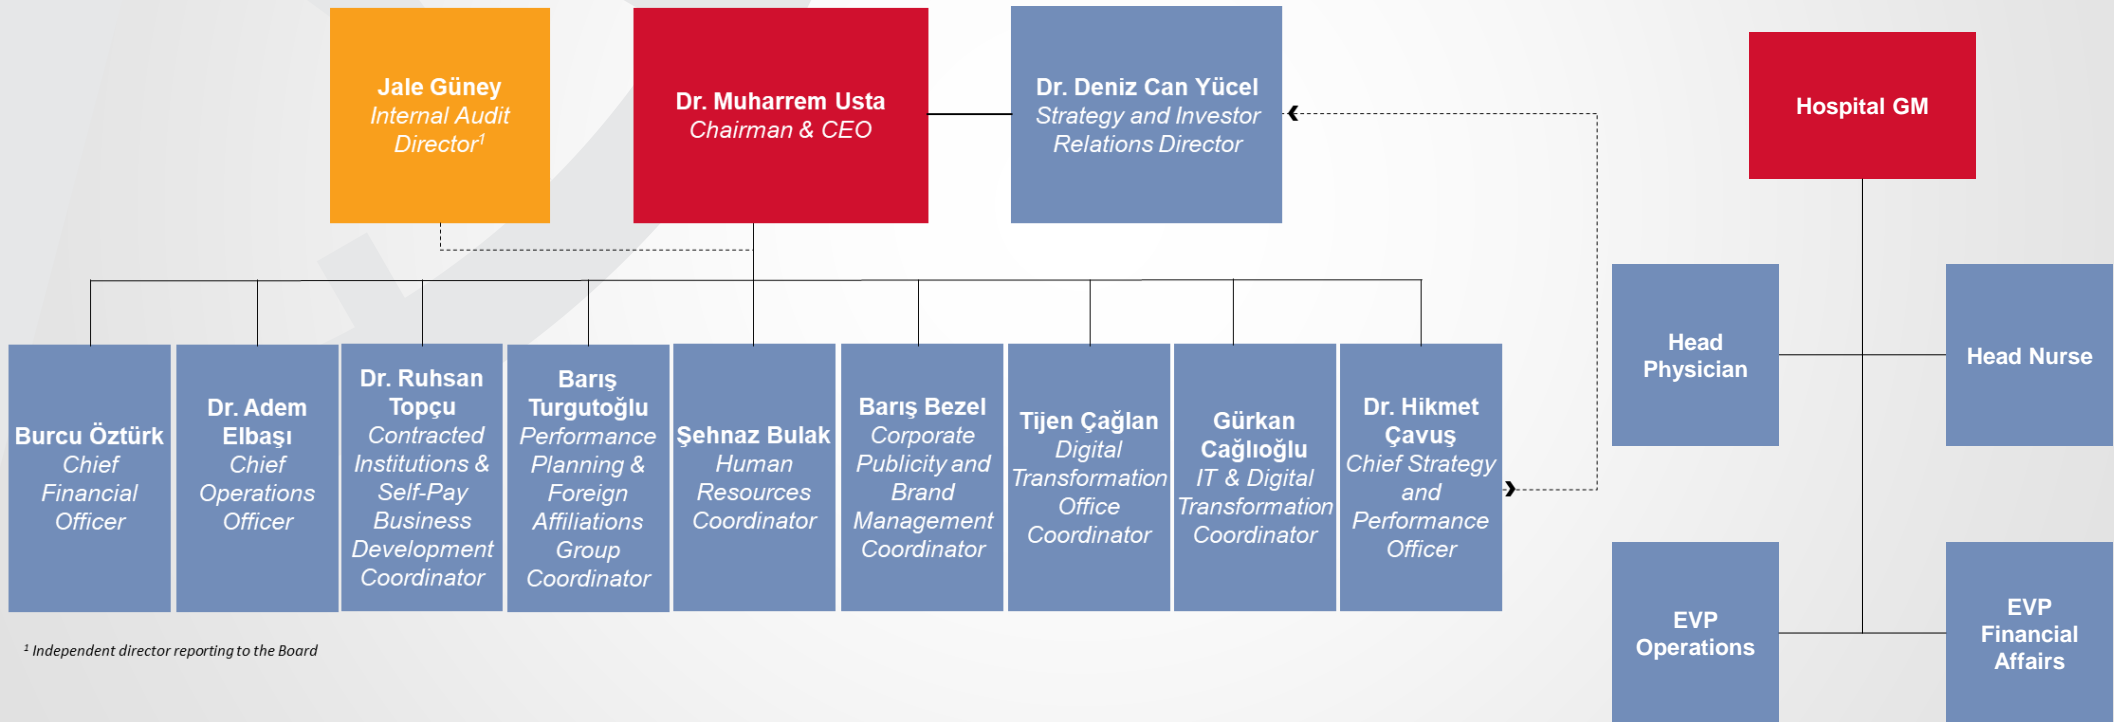 Jale Güney
Internal Audit
Director¹
Dr. Muharrem Usta
Chairman & CEO
Dr. Deniz Can Yücel
Strategy and Investor
Relations Director
Hospital GM
Burcu Öztürk
Chief
Financial
Officer
Dr. Adem
Elbaşı
Chief
Operations
Officer
Dr. Ruhsan
Topçu
Contracted
Institutions &
Self-Pay
Business
Development
Coordinator
Barış
Turgutoğlu
Performance
Planning &
Foreign
Affiliations
Group
Coordinator
Şehnaz Bulak
Human
Resources
Coordinator
Barış Bezel
Corporate
Publicity and
Brand
Management
Coordinator
Tijen Çağlan
Digital
Transformation
Office
Coordinator
Gürkan
Cağlıoğlu
IT & Digital
Transformation
Coordinator
Dr. Hikmet
Çavuş
Chief Strategy
and
Performance
Officer
Head
Physician
Head Nurse
EVP
Operations
EVP
Financial
Affairs
¹ Independent director reporting to the Board